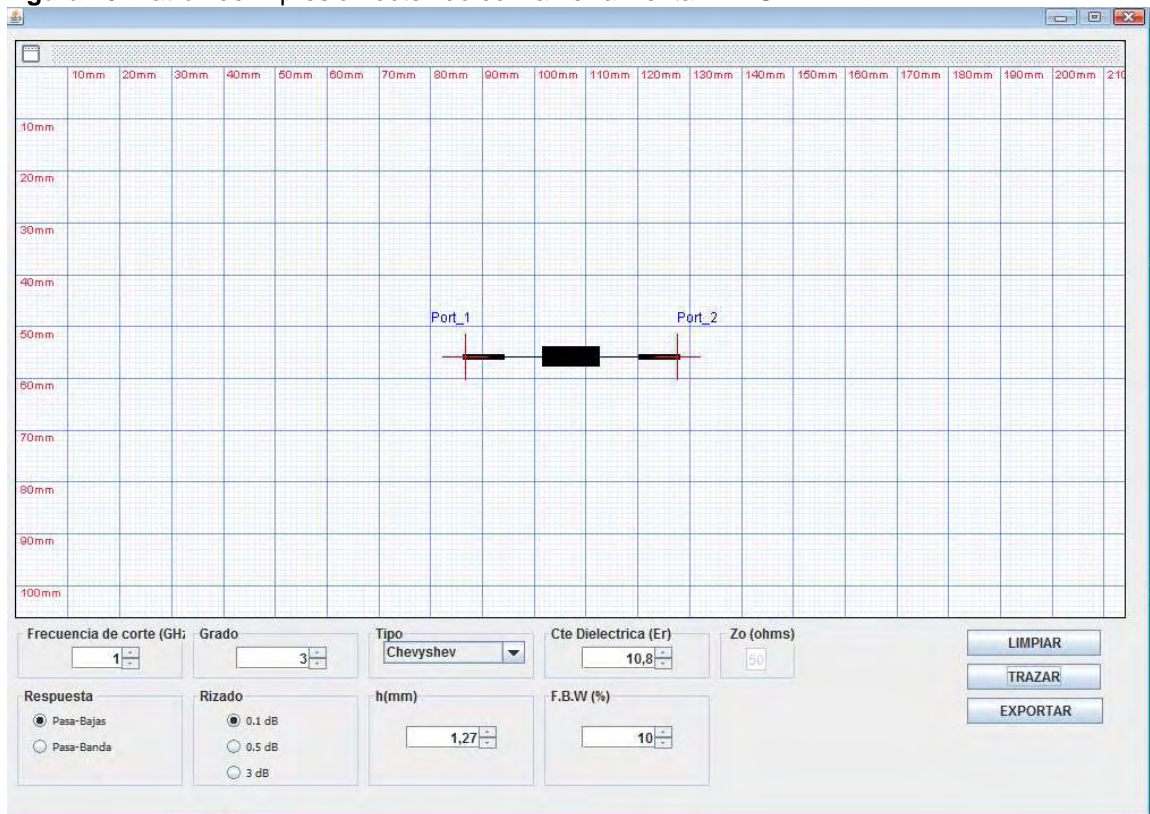 10mm 20mm 30mm 40mm 50mm 60mm 70mm 80mm 90mm 100mm 110mm 120mm 130mm 140mm 150mm 160mm 170mm 180mm 190mm 200mm 210
10mm
20mm
30mm
40mm
Port_1 Port_2
50mm
60mm
70mm
80mm
90mm
100mm
Frecuencia de corte (GHz Grado Tipo Cte Dielectrica (Er) Zo (ohms)
1 3 Chevyshev 10,8 50
LIMPIAR
TRAZAR
EXPORTAR
Respuesta Rizado h(mm) F.B.W (%)
Pasa-Bajas 0.1 dB 1,27 10
Pasa-Banda 0.5 dB
3 dB